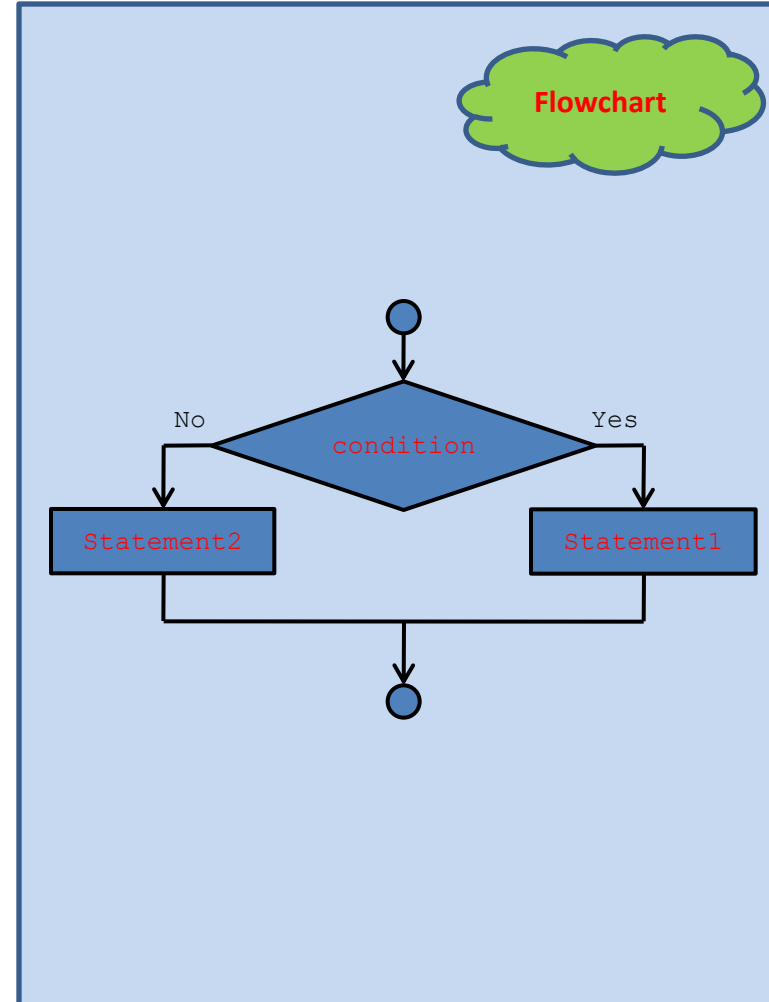 Flowchart
No
Yes
condition
Statement2
Statement1